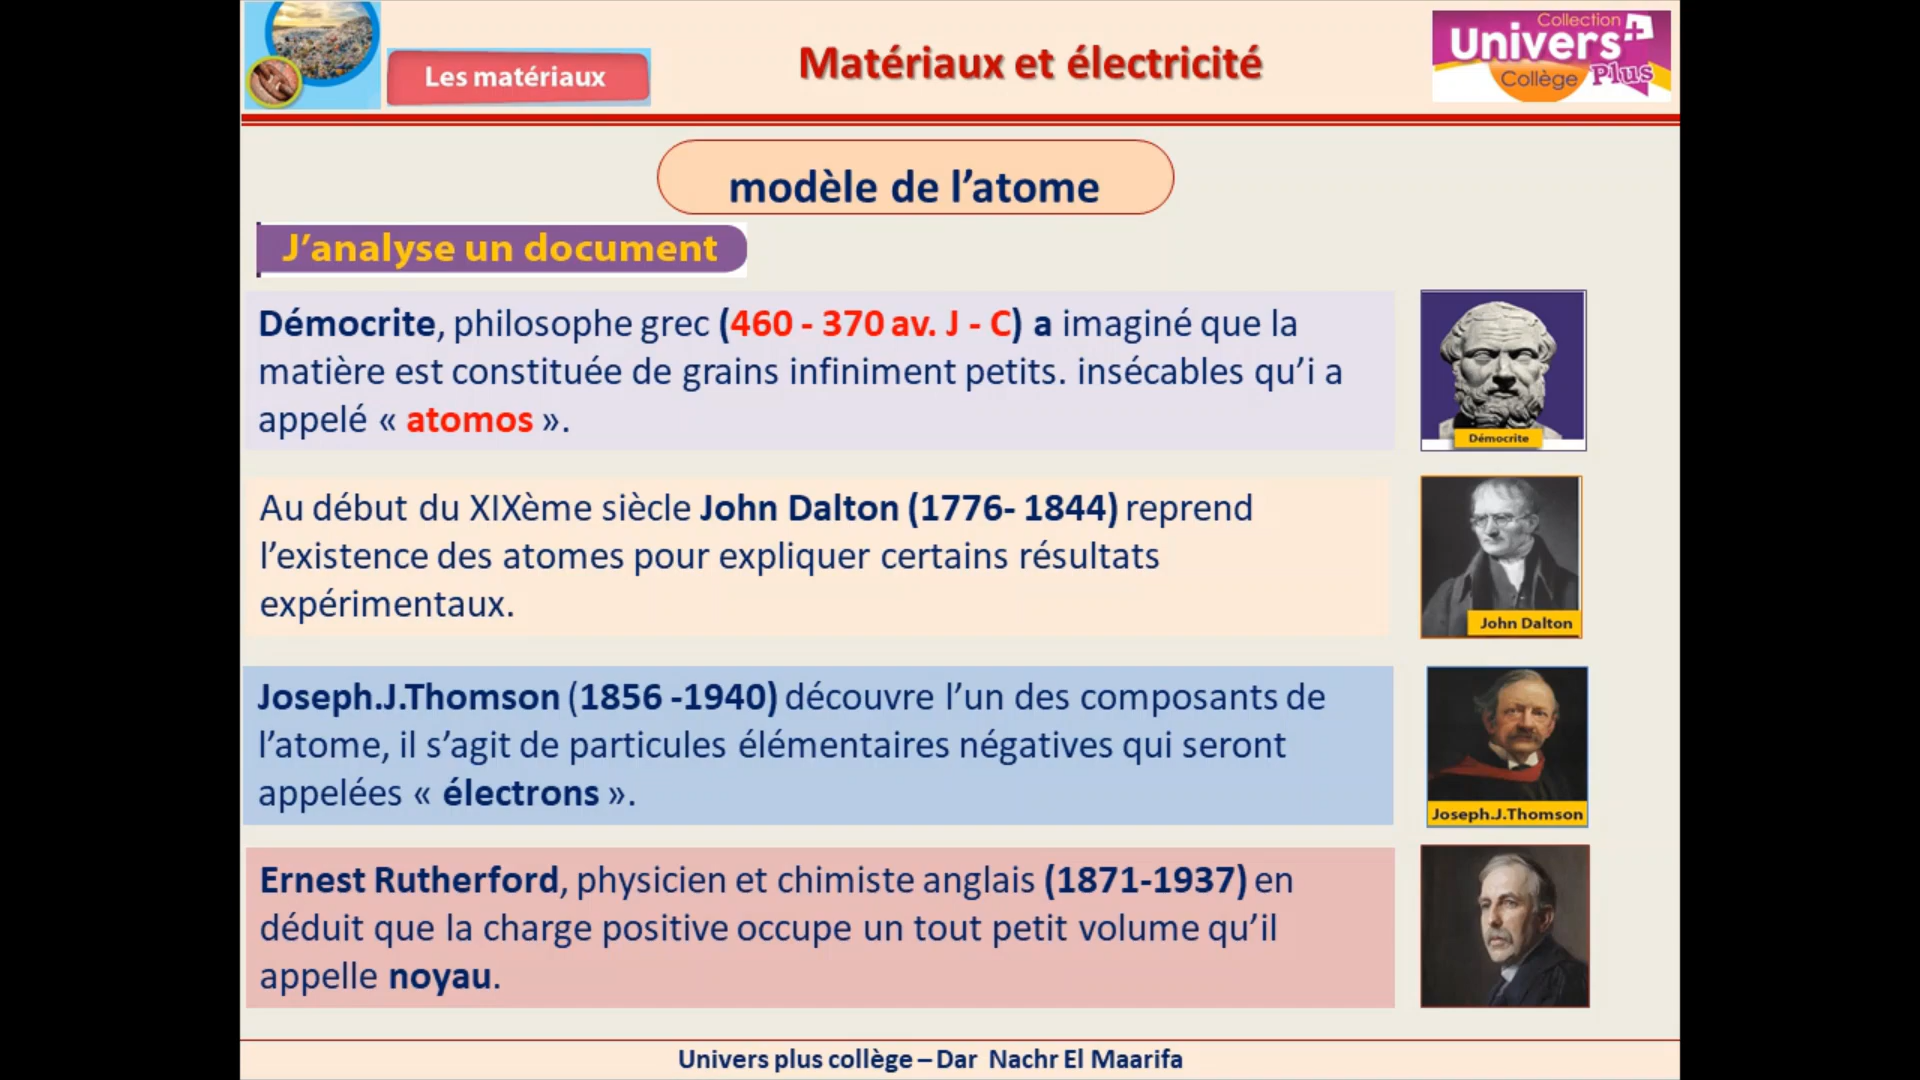 Les matériaux
Matériaux et électricité
Collection
Univers+
Collège Plus
modèle de l'atome
J'analyse un document
Démocrite, philosophe grec (460 - 370 av. J - C) a imaginé que la
matière est constituée de grains infiniment petits. insécables qu'i a
appelé « atomos ».
Démocrite
Au début du XIXème siècle John Dalton (1776- 1844) reprend
l'existence des atomes pour expliquer certains résultats
expérimentaux.
John Dalton
Joseph.J.Thomson (1856 -1940) découvre l'un des composants de
l'atome, il s'agit de particules élémentaires négatives qui seront
appelées « électrons ».
Joseph.J.Thomson
Ernest Rutherford, physicien et chimiste anglais (1871-1937) en
déduit que la charge positive occupe un tout petit volume qu'il
appelle noyau.
Univers plus collège – Dar Nachr El Maarifa